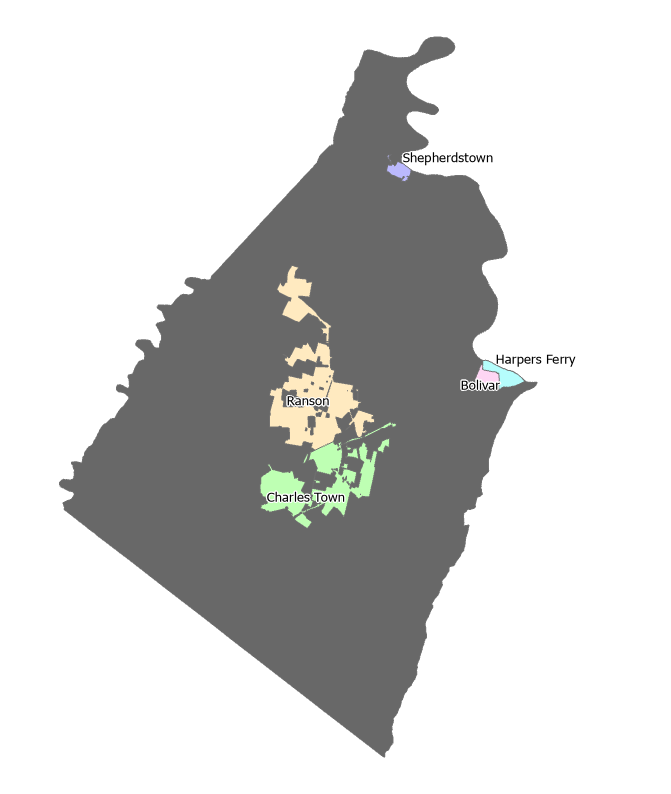 Shepherdstown
Harpers Ferry
Bolivar
Ranson
Charles Town